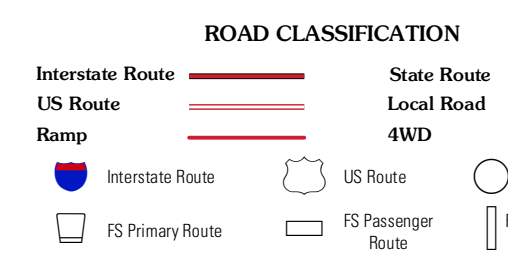 ROAD CLASSIFICATION
Interstate Route State Route
US Route Local Road
Ramp 4WD
Interstate Route US Route
FS Primary Route FS Passenger
Route